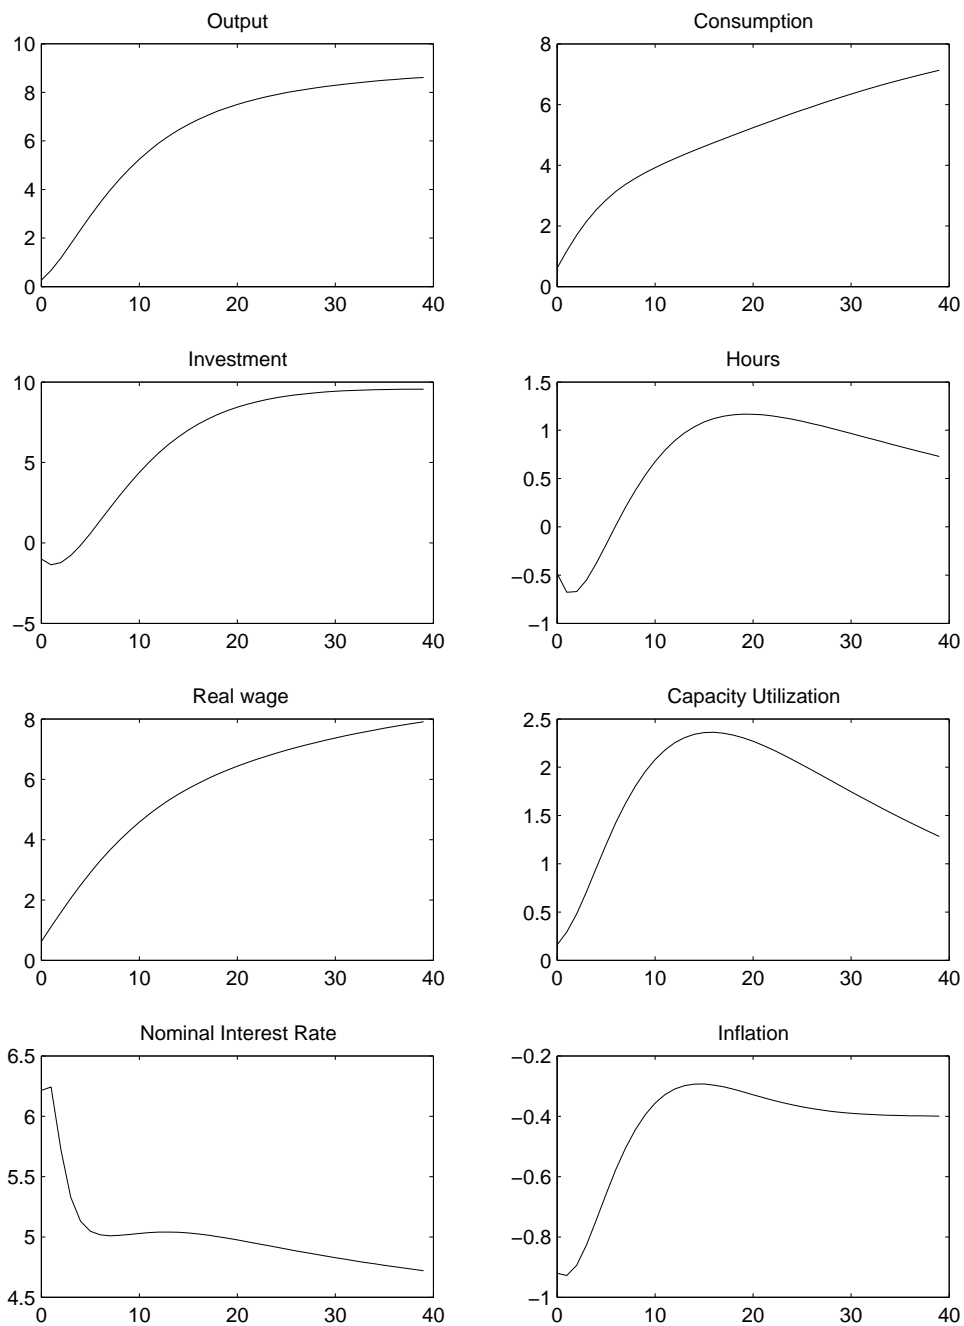 Output
10
8
6
4
2
0
0 10 20 30 40
Consumption
8
6
4
2
0
0 10 20 30 40
Investment
10
5
0
−5
0 10 20 30 40
Hours
1.5
1
0.5
0
−0.5
−1
0 10 20 30 40
Real wage
8
6
4
2
0
0 10 20 30 40
Capacity Utilization
2.5
2
1.5
1
0.5
0
0 10 20 30 40
Nominal Interest Rate
6.5
6
5.5
5
4.5
0 10 20 30 40
Inflation
−0.2
−0.4
−0.6
−0.8
−1
0 10 20 30 40